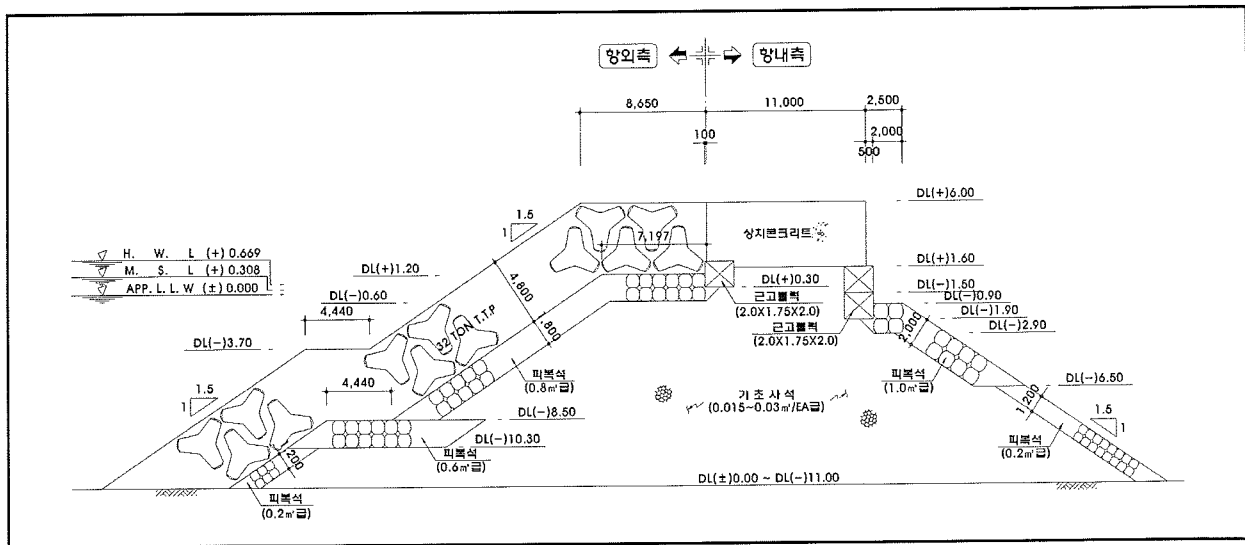 항외측 항내측
8,650 11,000 2,500
100 2,000
500
DL(+)6.00
1.5
1
7,197
상치콘크리트
H. W. L (+) 0.669
M. S. L (+) 0.308
APP. L. L. W (±) 0.000
DL(+)1.20
DL(+)1.60
4,800
DL(+)0.30
DL(-)1.50
DL(-)0.60
DL(-)0.90
4,440
근고블럭
(2.0X1.75X2.0)
DL(-)1.90
32 TON T.T.P
근고블럭
(2.0X1.75X2.0)
2,000
DL(-)2.90
DL(-)3.70
피복석
(0.8㎥급)
피복석
(1.0㎥급)
1.5
1
4,440
기초사석
(0.015~0.03㎥/EA급)
DL(-)6.50
1,200
1.5
1
DL(-)8.50
DL(-)10.30
피복석
(0.6㎥급)
피복석
(0.2㎥급)
DL(±)0.00 ~ DL(-)11.00
피복석
(0.2㎥급)